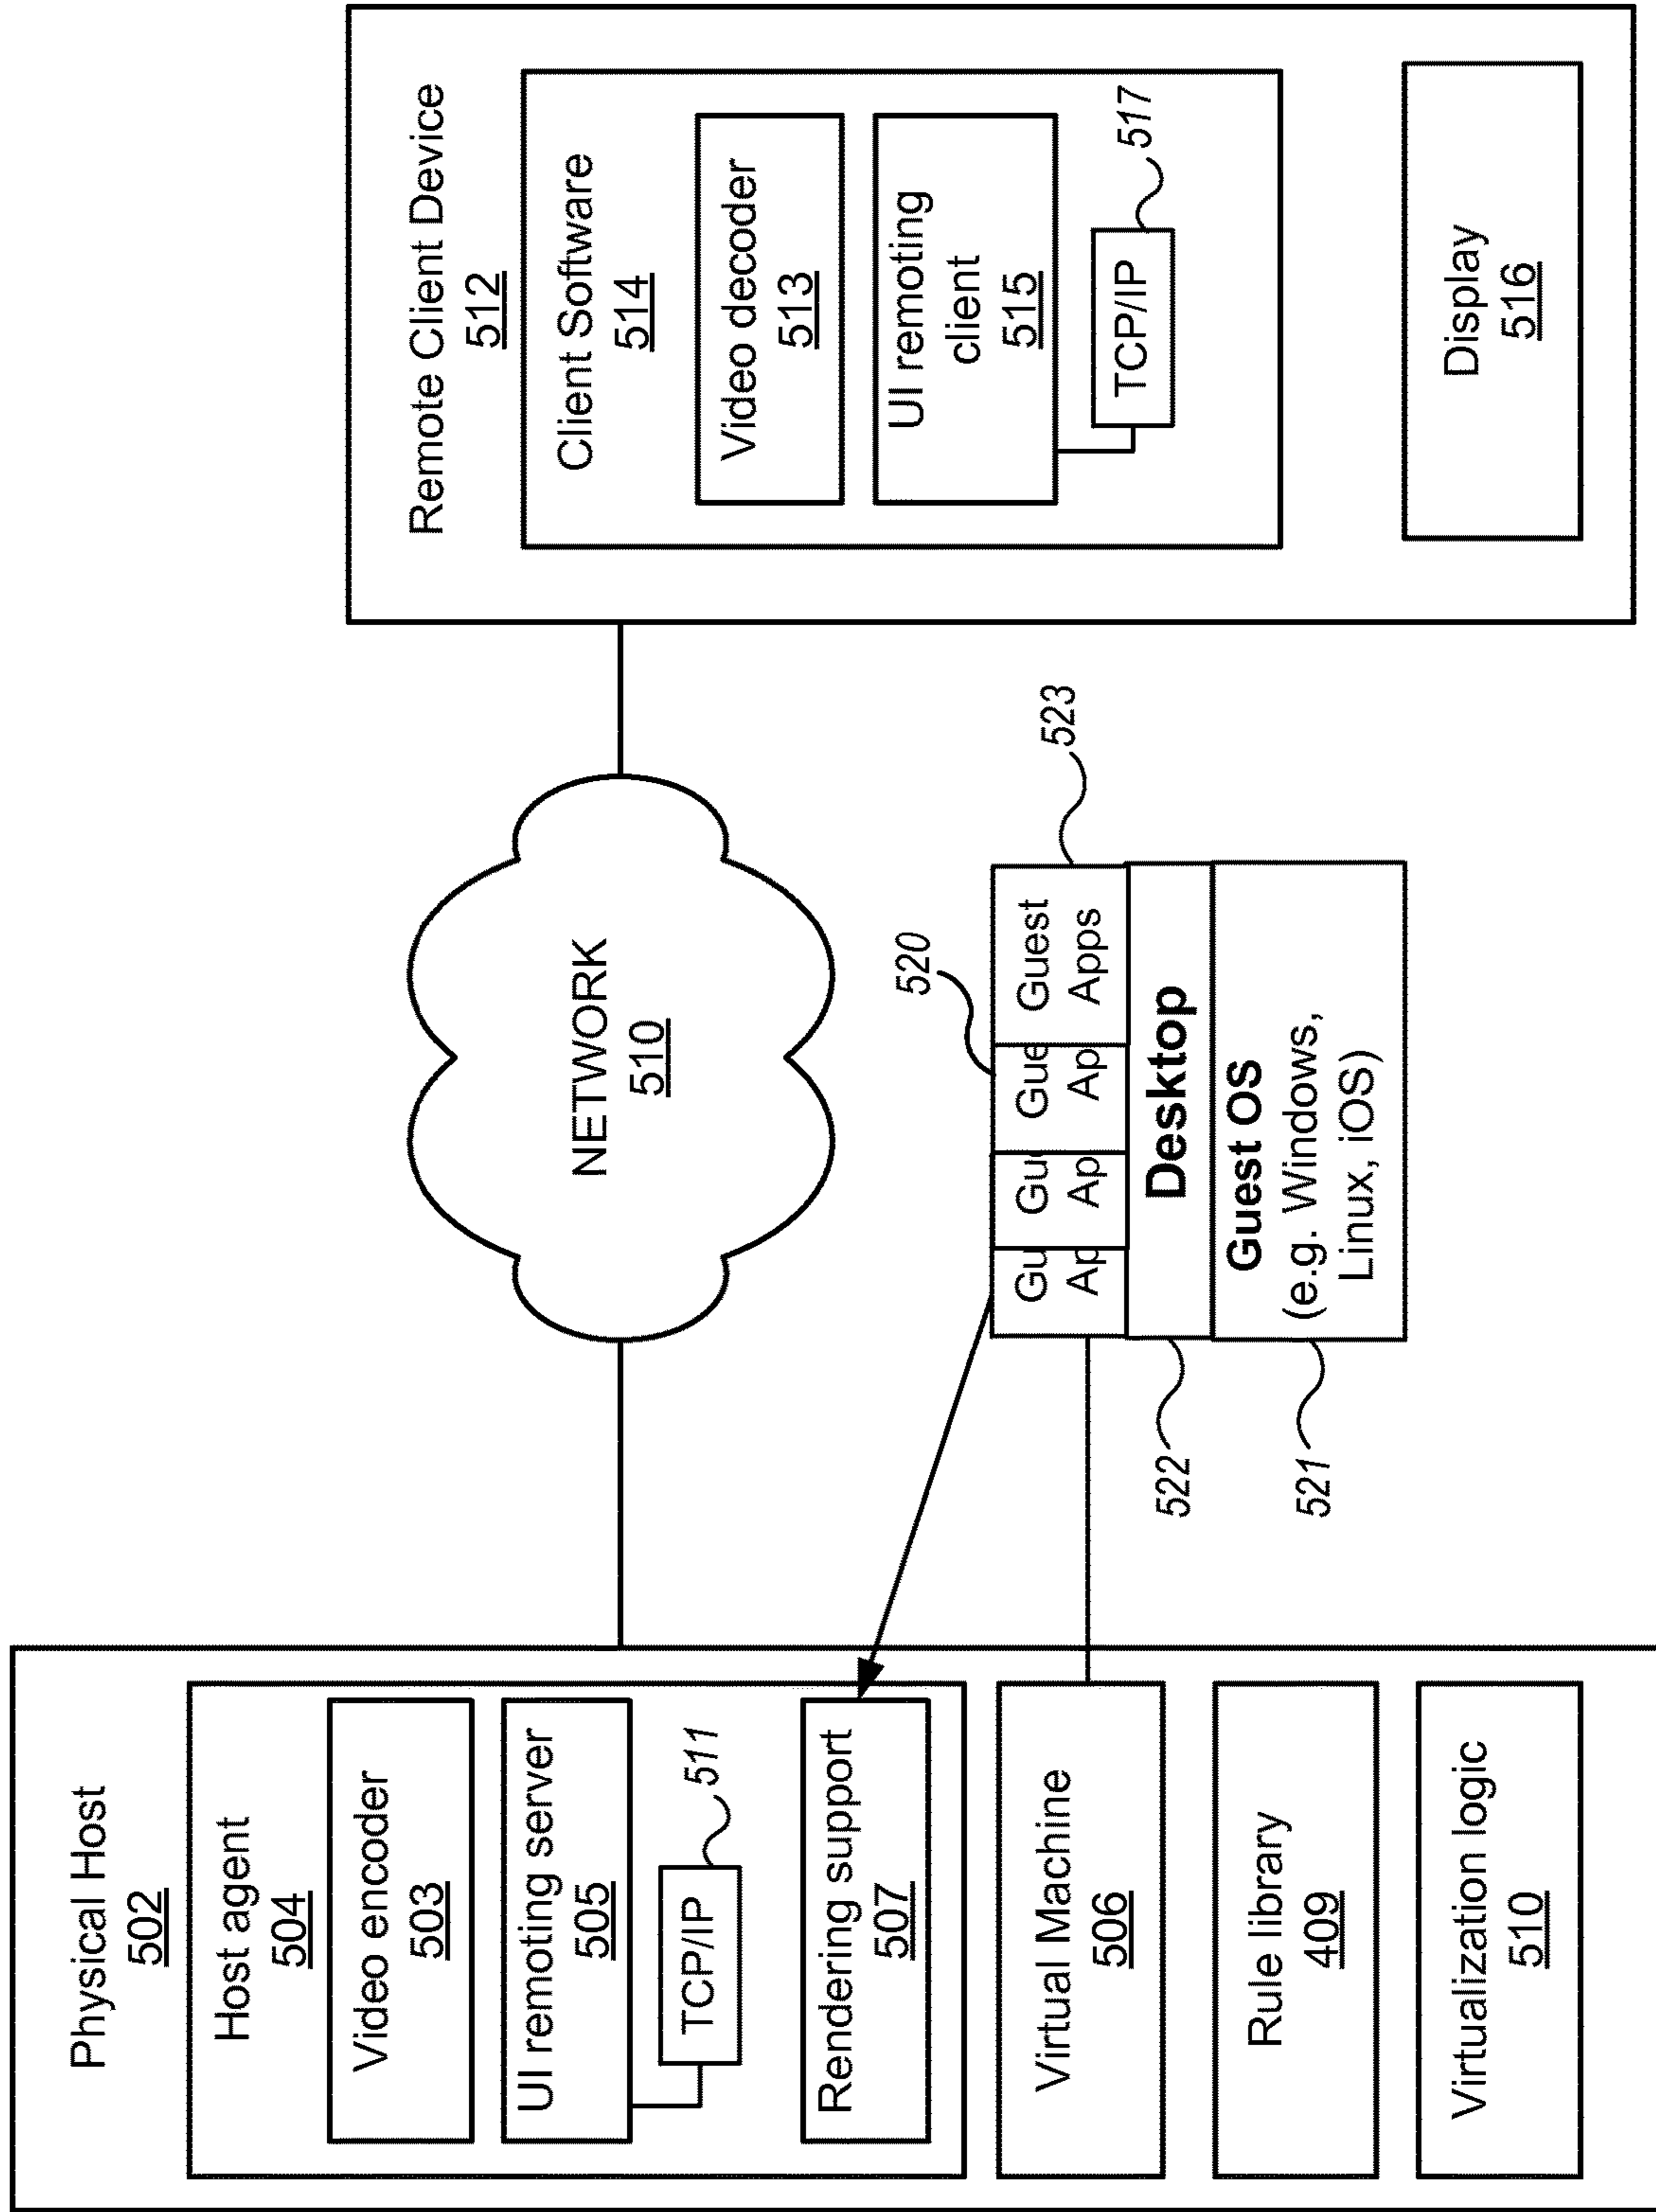 Physical Host
502
Host agent
504
Video encoder
503
UI remoting server
505
TCP/IP
511
Rendering support
507
Virtual Machine
506
Rule library
409
Virtualization logic
510
NETWORK
510
520
523
Gu
Ap
Gu
Ap
Gue
Ap
Guest
Apps
Desktop
522
Guest OS
(e.g. Windows,
Linux, iOS)
521
Remote Client Device
512
Client Software
514
Video decoder
513
UI remoting
client
515
TCP/IP
517
Display
516